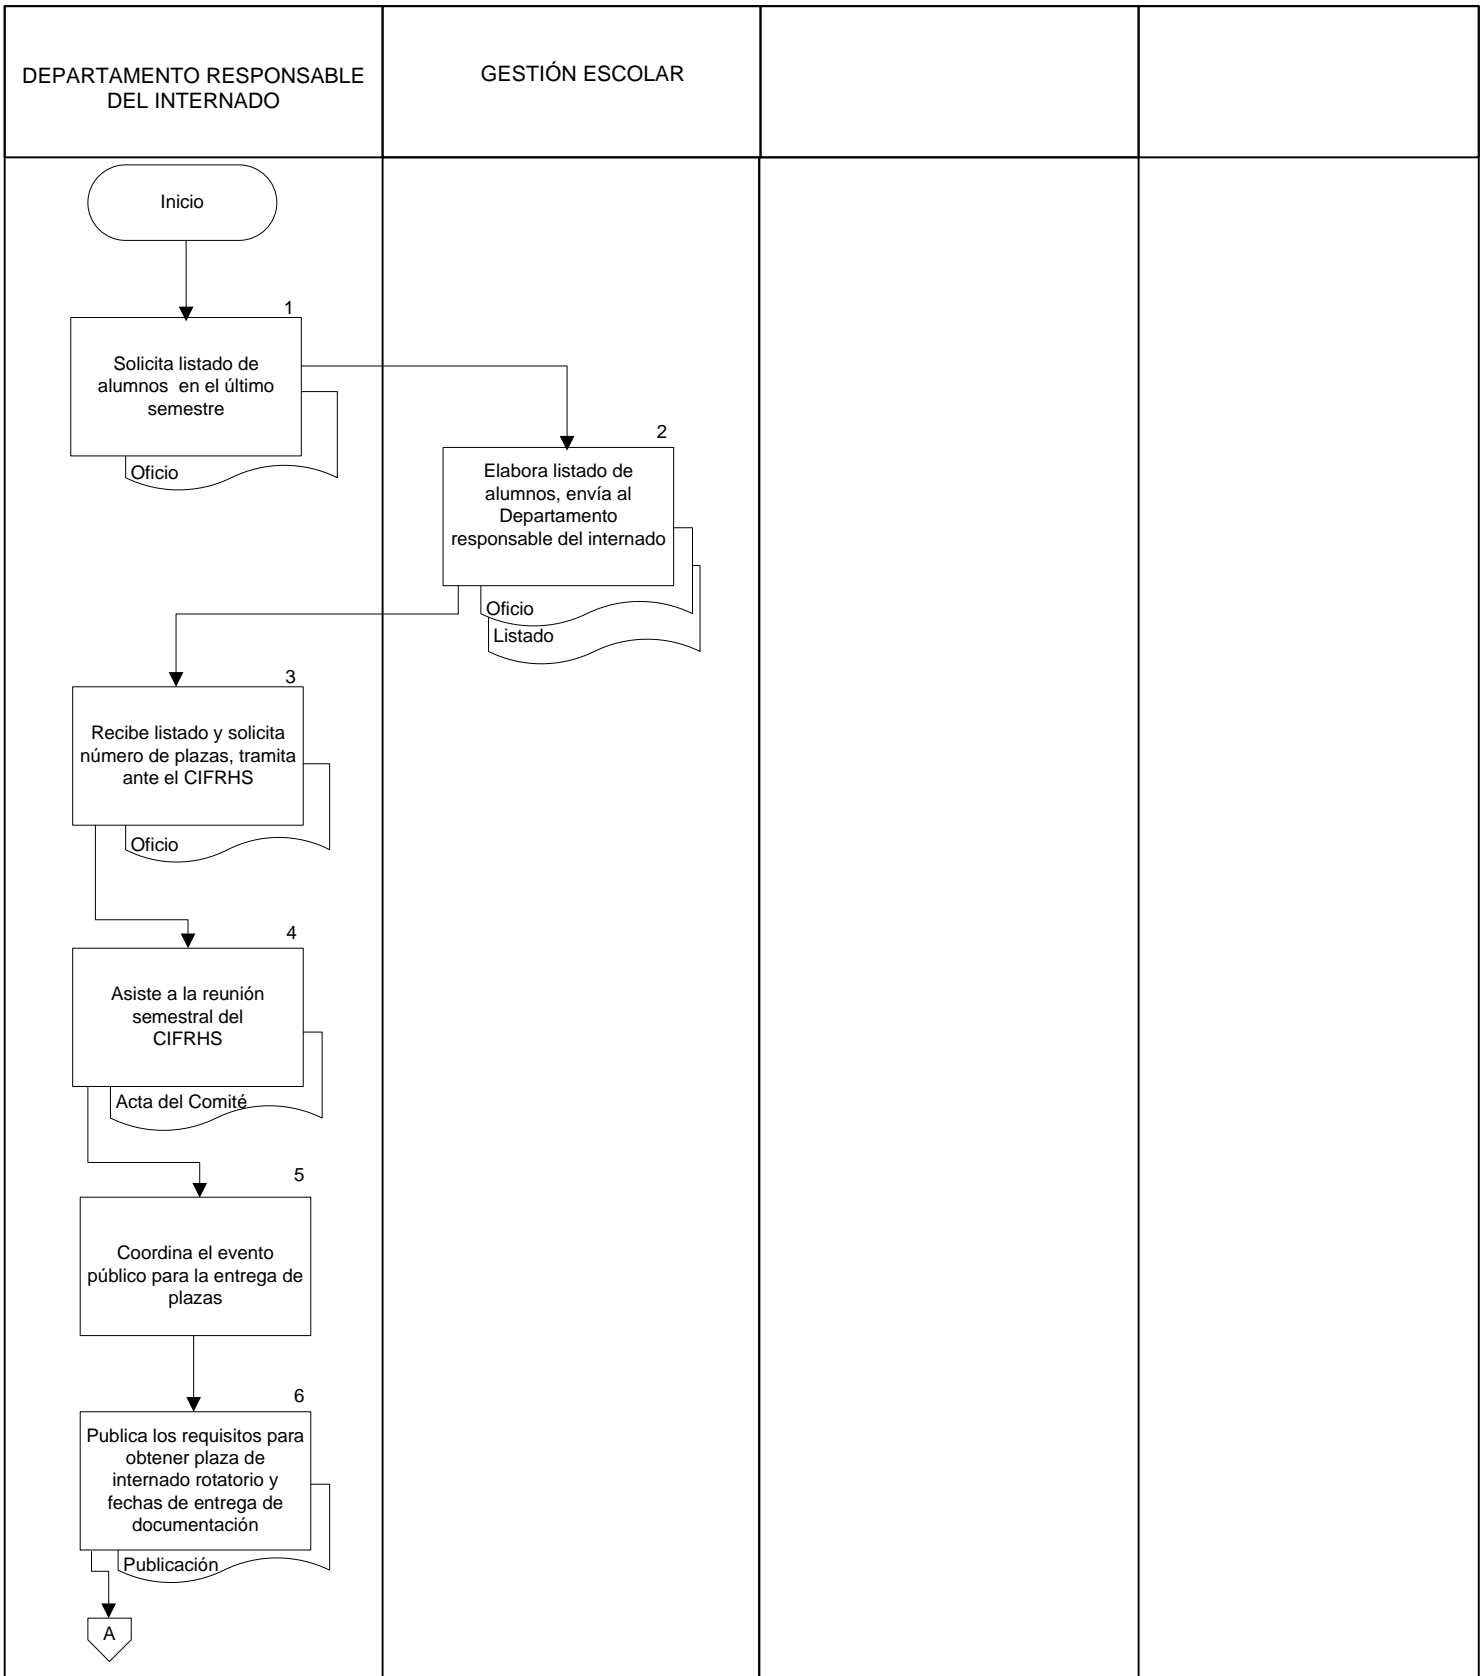 DEPARTAMENTO RESPONSABLE
DEL INTERNADO
GESTIÓN ESCOLAR
Inicio
1
Solicita listado de
alumnos en el último
semestre
Oficio
2
Elabora listado de
alumnos, envía al
Departamento
responsable del internado
Oficio
Listado
3
Recibe listado y solicita
número de plazas, tramita
ante el CIFRHS
Oficio
4
Asiste a la reunión
semestral del
CIFRHS
Acta del Comité
5
Coordina el evento
público para la entrega de
plazas
6
Publica los requisitos para
obtener plaza de
internado rotatorio y
fechas de entrega de
documentación
Publicación
A